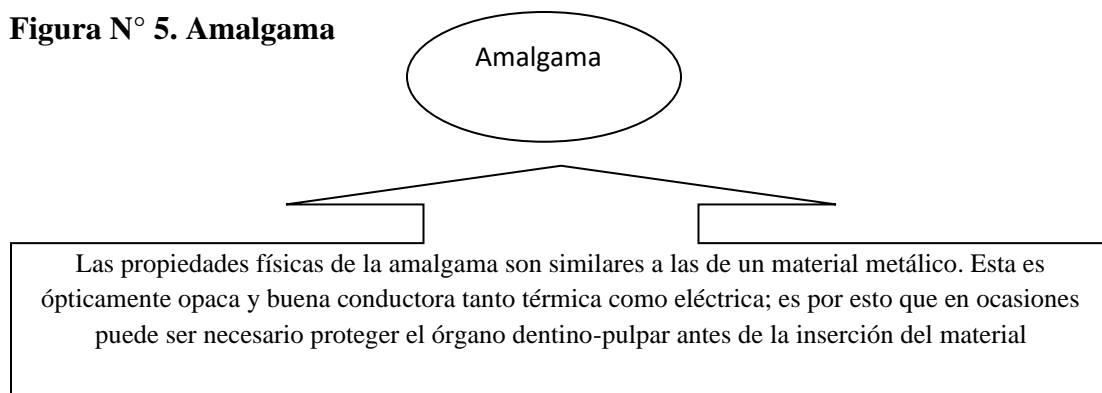 Figura N° 5. Amalgama
Amalgama
Las propiedades físicas de la amalgama son similares a las de un material metálico. Esta es
ópticamente opaca y buena conductora tanto térmica como eléctrica; es por esto que en ocasiones
puede ser necesario proteger el órgano dentino-pulpar antes de la inserción del material